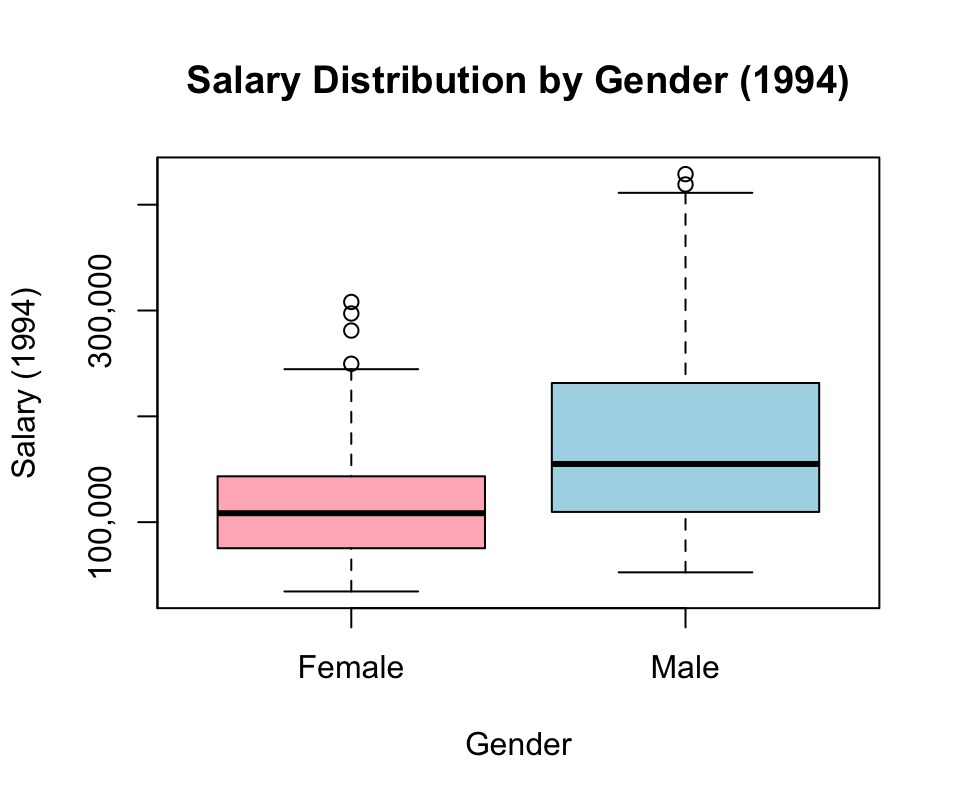 Salary Distribution by Gender (1994)
Salary (1994)
300,000
100,000
Female
Male
Gender